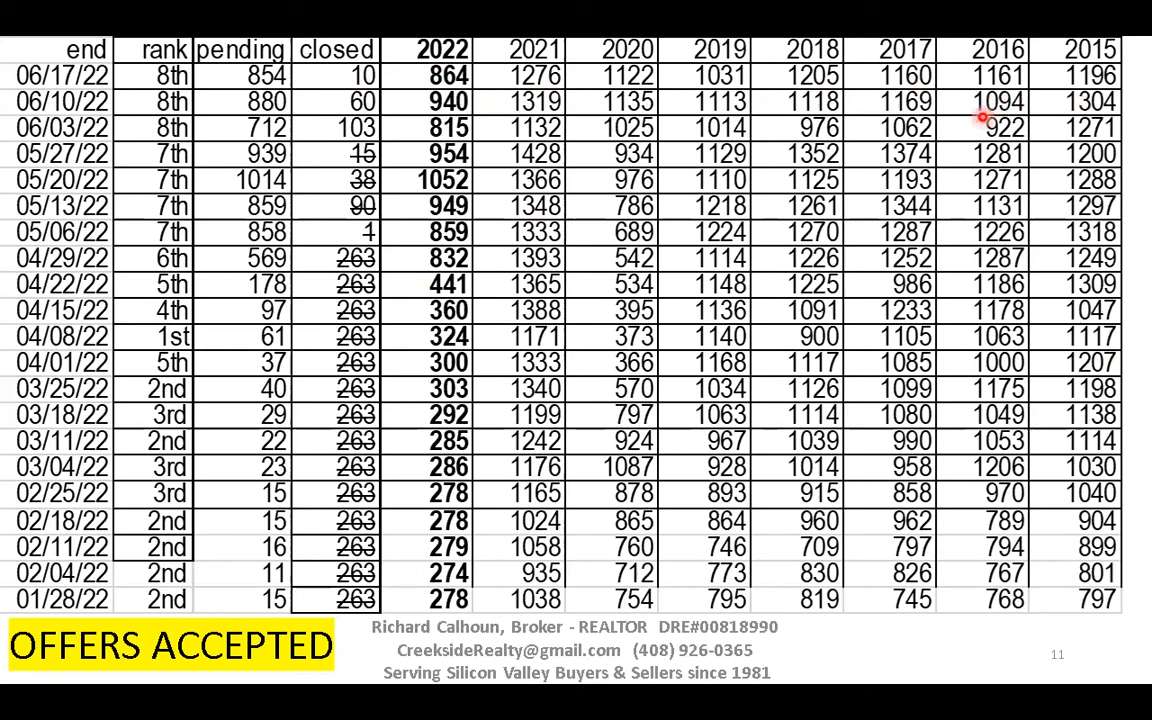 end rank pending closed 2022 2021 2020 2019 2018 2017 2016 2015
06/17/22 8th 854 10 864 1276 1122 1031 1205 1160 1161 1196
06/10/22 8th 880 60 940 1319 1135 1113 1118 1169 1094 1304
06/03/22 8th 712 103 815 1132 1025 1014 976 1062 922 1271
05/27/22 7th 939 15 954 1428 934 1129 1352 1374 1281 1200
05/20/22 7th 1014 38 1052 1366 976 1110 1125 1193 1271 1288
05/13/22 7th 859 90 949 1348 786 1218 1261 1344 1131 1297
05/06/22 7th 858 1 859 1333 689 1224 1270 1287 1226 1318
04/29/22 6th 569 263 832 1393 542 1114 1226 1252 1287 1249
04/22/22 5th 178 263 441 1365 534 1148 1225 986 1186 1309
04/15/22 4th 97 263 360 1388 395 1136 1091 1233 1178 1047
04/08/22 1st 61 263 324 1171 373 1140 900 1105 1063 1117
04/01/22 5th 37 263 300 1333 366 1168 1117 1085 1000 1207
03/25/22 2nd 40 263 303 1340 570 1034 1126 1099 1175 1198
03/18/22 3rd 29 263 292 1199 797 1063 1114 1080 1049 1138
03/11/22 2nd 22 263 285 1242 924 967 1039 990 1053 1114
03/04/22 3rd 23 263 286 1176 1087 928 1014 958 1206 1030
02/25/22 3rd 15 263 278 1165 878 893 915 858 970 1040
02/18/22 2nd 15 263 278 1024 865 864 960 962 789 904
02/11/22 2nd 16 263 279 1058 760 746 709 797 794 899
02/04/22 2nd 11 263 274 935 712 773 830 826 767 801
01/28/22 2nd 15 263 278 1038 754 795 819 745 768 797
OFFERS ACCEPTED
Richard Calhoun, Broker - REALTOR DRE#00818990
CreeksideRealty@gmail.com (408) 926-0365
Serving Silicon Valley Buyers & Sellers since 1981
11